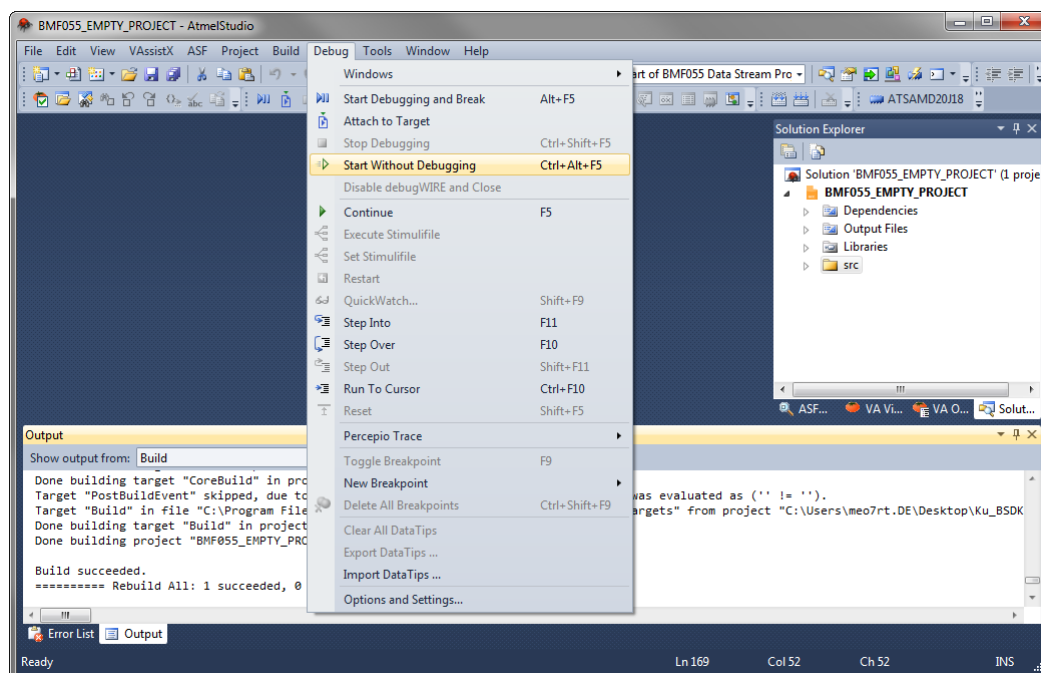 BMF055_EMPTY_PROJECT - AtmelStudio
File Edit View VAssistX ASF Project Build Debug Tools Window Help
art of BMF055 Data Stream Pro
ATSAMD20J18
Windows
Start Debugging and Break Alt+F5
Attach to Target
Stop Debugging Ctrl+Shift+F5
Start Without Debugging Ctrl+Alt+F5
Disable debugWIRE and Close
Continue F5
Execute Stimulifile
Set Stimulifile
Restart
QuickWatch... Shift+F9
Step Into F11
Step Over F10
Step Out Shift+F11
Run To Cursor Ctrl+F10
Reset Shift+F5
Percepio Trace
Toggle Breakpoint F9
New Breakpoint
Delete All Breakpoints Ctrl+Shift+F9
Clear All DataTips
Export DataTips ...
Import DataTips ...
Options and Settings...
Solution Explorer
Solution 'BMF055_EMPTY_PROJECT' (1 proje
BMF055_EMPTY_PROJECT
Dependencies
Output Files
Libraries
src
ASF... VA Vi... VA O... Solut...
Output
Show output from: Build
Done building target "CoreBuild" in pro
Target "PostBuildEvent" skipped, due to was evaluated as ('' != '').
Target "Build" in file "C:\Program File argets" from project "C:\Users\meo7rt.DE\Desktop\Ku_BSDK
Done building target "Build" in project
Done building project "BMF055_EMPTY_PRO
Build succeeded.
========== Rebuild All: 1 succeeded, 0
Error List Output
Ready Ln 169 Col 52 Ch 52 INS